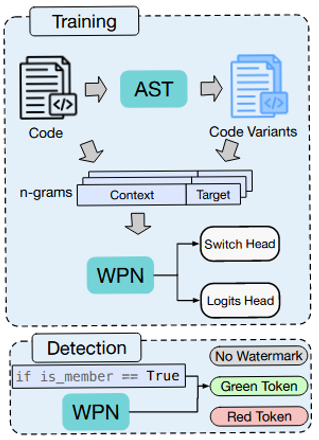 Training
AST
</>
</>
Code
Code Variants
n-grams
Context
Target
Switch Head
WPN
Logits Head
Detection
No Watermark
if is_member == True
Green Token
WPN
Red Token